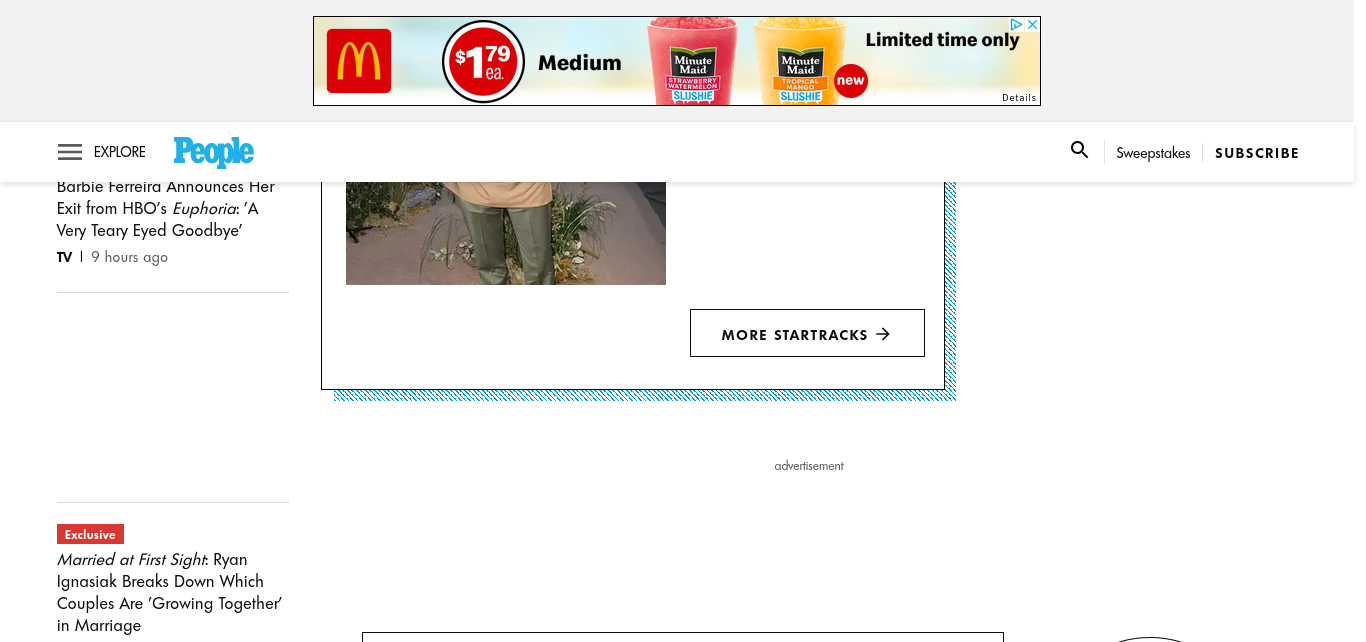 $1.79 ea.
Medium
Minute Maid
STRAWBERRY WATERMELON
SLUSHIE
Minute Maid
TROPICAL MANGO
SLUSHIE
new
Limited time only
Details
EXPLORE
People
Sweepstakes
SUBSCRIBE
Barbie Ferreira Announces Her
Exit from HBO's Euphoria: 'A
Very Teary Eyed Goodbye'
TV | 9 hours ago
MORE STARTRACKS →
advertisement
Exclusive
Married at First Sight: Ryan
Ignasiak Breaks Down Which
Couples Are 'Growing Together'
in Marriage